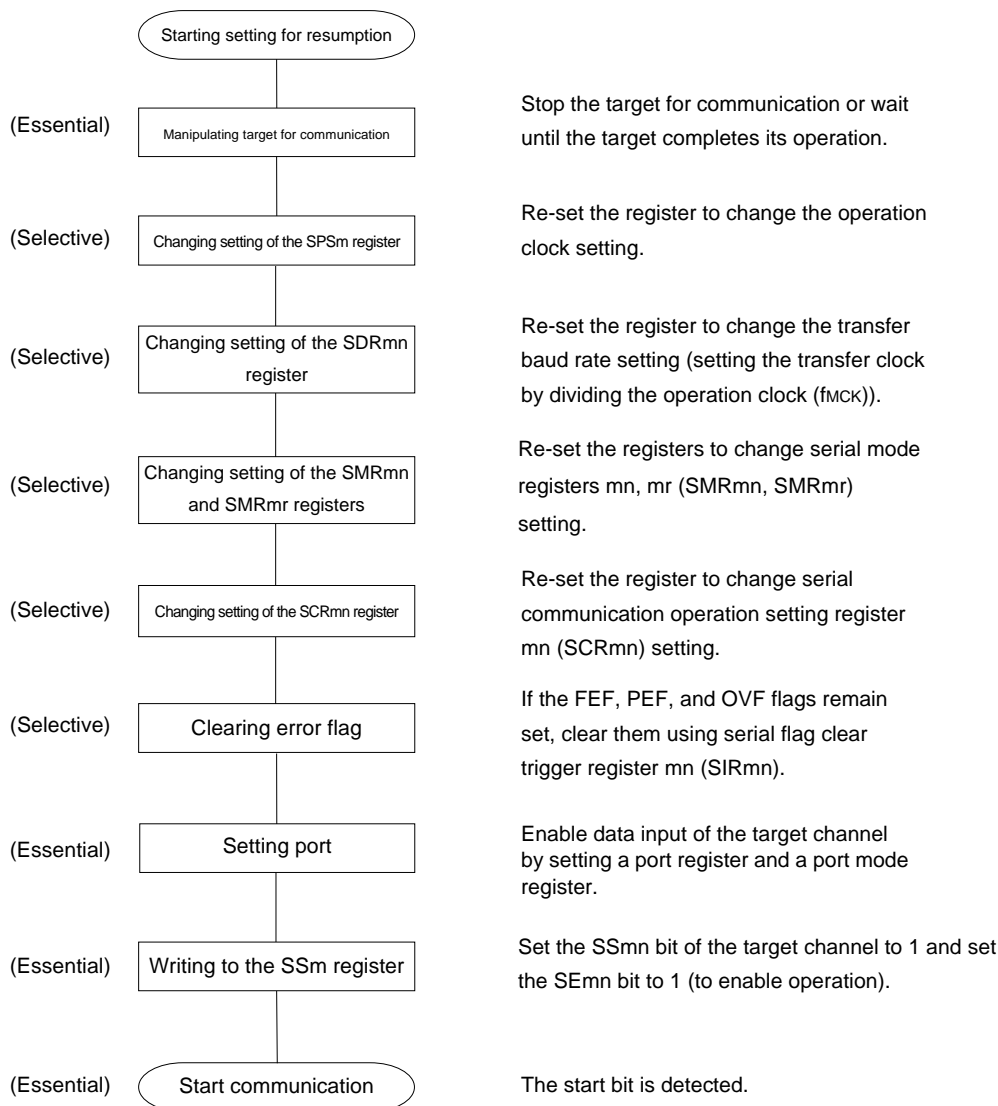 Starting setting for resumption
(Essential)
Manipulating target for communication
Stop the target for communication or wait
until the target completes its operation.
(Selective)
Changing setting of the SPSm register
Re-set the register to change the operation
clock setting.
(Selective)
Changing setting of the SDRmn
register
Re-set the register to change the transfer
baud rate setting (setting the transfer clock
by dividing the operation clock (fMCK)).
(Selective)
Changing setting of the SMRmn
and SMRmr registers
Re-set the registers to change serial mode
registers mn, mr (SMRmn, SMRmr)
setting.
(Selective)
Changing setting of the SCRmn register
Re-set the register to change serial
communication operation setting register
mn (SCRmn) setting.
(Selective)
Clearing error flag
If the FEF, PEF, and OVF flags remain
set, clear them using serial flag clear
trigger register mn (SIRmn).
(Essential)
Setting port
Enable data input of the target channel
by setting a port register and a port mode
register.
(Essential)
Writing to the SSm register
Set the SSmn bit of the target channel to 1 and set
the SEmn bit to 1 (to enable operation).
(Essential)
Start communication
The start bit is detected.